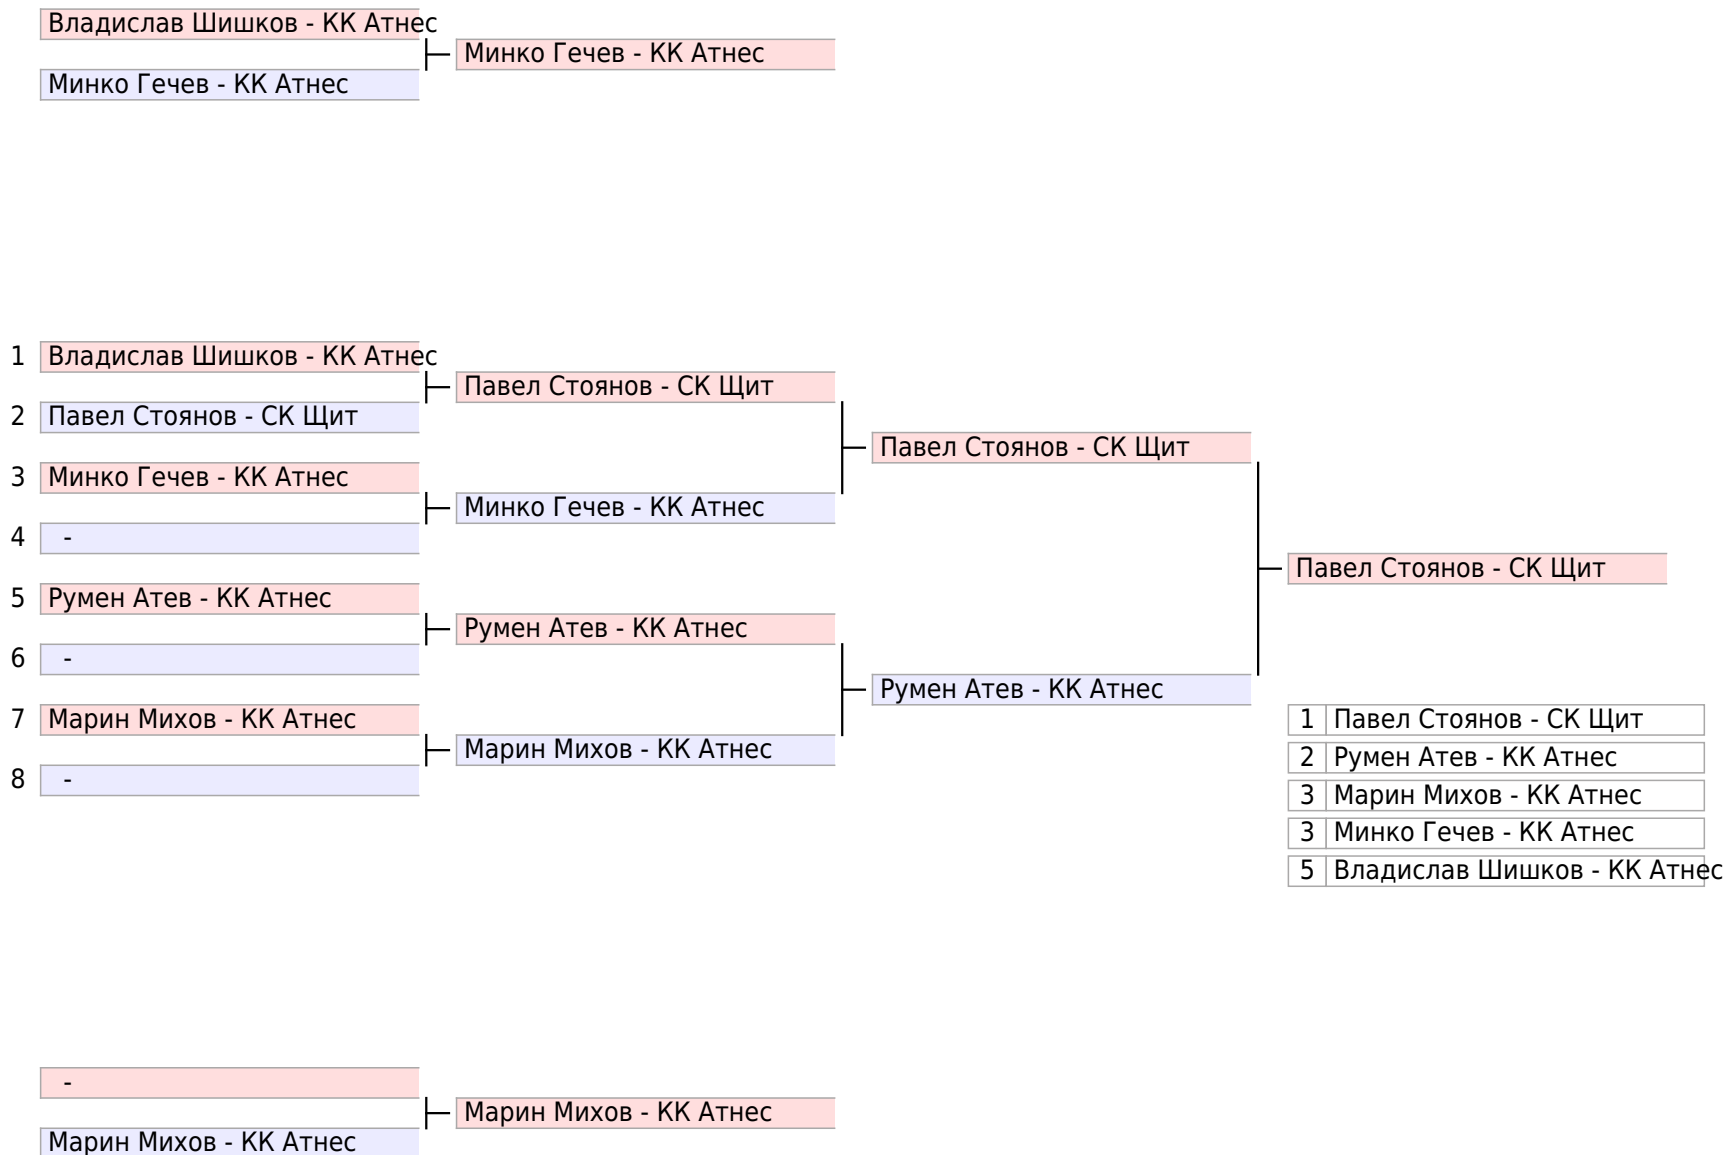 Владислав Шишков - КК Атнес
Минко Гечев - КК Атнес
Минко Гечев - КК Атнес
1 Владислав Шишков - КК Атнес
Павел Стоянов - СК Щит
2 Павел Стоянов - СК Щит
Павел Стоянов - СК Щит
3 Минко Гечев - КК Атнес
Минко Гечев - КК Атнес
4 -
Павел Стоянов - СК Щит
5 Румен Атев - КК Атнес
Румен Атев - КК Атнес
6 -
Румен Атев - КК Атнес
7 Марин Михов - КК Атнес
Марин Михов - КК Атнес
8 -
1 Павел Стоянов - СК Щит
2 Румен Атев - КК Атнес
3 Марин Михов - КК Атнес
3 Минко Гечев - КК Атнес
5 Владислав Шишков - КК Атнес
-
Марин Михов - КК Атнес
Марин Михов - КК Атнес